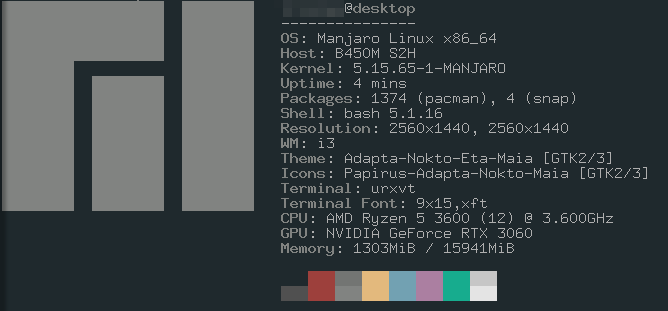 @desktop
---------------
OS: Manjaro Linux x86_64
Host: B450M S2H
Kernel: 5.15.65-1-MANJARO
Uptime: 4 mins
Packages: 1374 (pacman), 4 (snap)
Shell: bash 5.1.16
Resolution: 2560x1440, 2560x1440
WM: i3
Theme: Adapta-Nokto-Eta-Maia [GTK2/3]
Icons: Papirus-Adapta-Nokto-Maia [GTK2/3]
Terminal: urxvt
Terminal Font: 9x15,xft
CPU: AMD Ryzen 5 3600 (12) @ 3.600GHz
GPU: NVIDIA GeForce RTX 3060
Memory: 1303MiB / 15941MiB